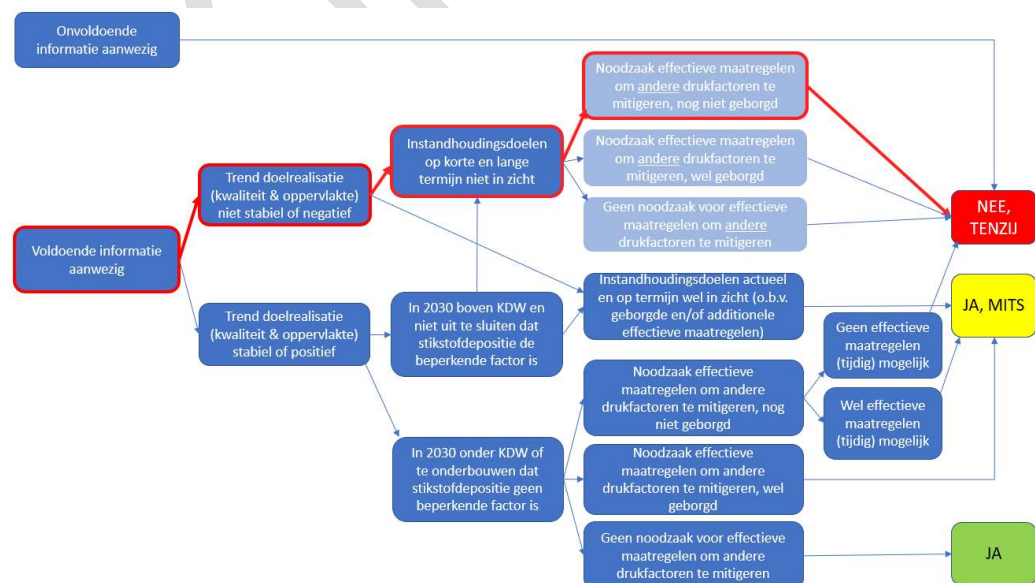 Onvoldoende
informatie aanwezig
Noodzaak effectieve maatregelen
om andere drukfactoren te
mitigeren, nog niet geborgd
Instandhoudingsdoelen
op korte en lange
termijn niet in zicht
Noodzaak effectieve maatregelen
om andere drukfactoren te
mitigeren, wel geborgd
Trend doelrealisatie
(kwaliteit & oppervlakte)
niet stabiel of negatief
Geen noodzaak voor effectieve
maatregelen om andere
drukfactoren te mitigeren
NEE,
TENZIJ
Voldoende informatie
aanwezig
Instandhoudingsdoelen actueel
en op termijn wel in zicht (o.b.v.
geborgde en/of additionele
effectieve maatregelen)
JA, MITS
Trend doelrealisatie
(kwaliteit & oppervlakte)
stabiel of positief
In 2030 boven KDW en
niet uit te sluiten dat
stikstofdepositie de
beperkende factor is
Geen effectieve
maatregelen
(tijdig) mogelijk
Noodzaak effectieve
maatregelen om andere
drukfactoren te mitigeren, nog
niet geborgd
Wel effectieve
maatregelen
(tijdig) mogelijk
In 2030 onder KDW of
te onderbouwen dat
stikstofdepositie geen
beperkende factor is
Noodzaak effectieve
maatregelen om andere
drukfactoren te mitigeren, wel
geborgd
Geen noodzaak voor effectieve
maatregelen om andere
drukfactoren te mitigeren
JA